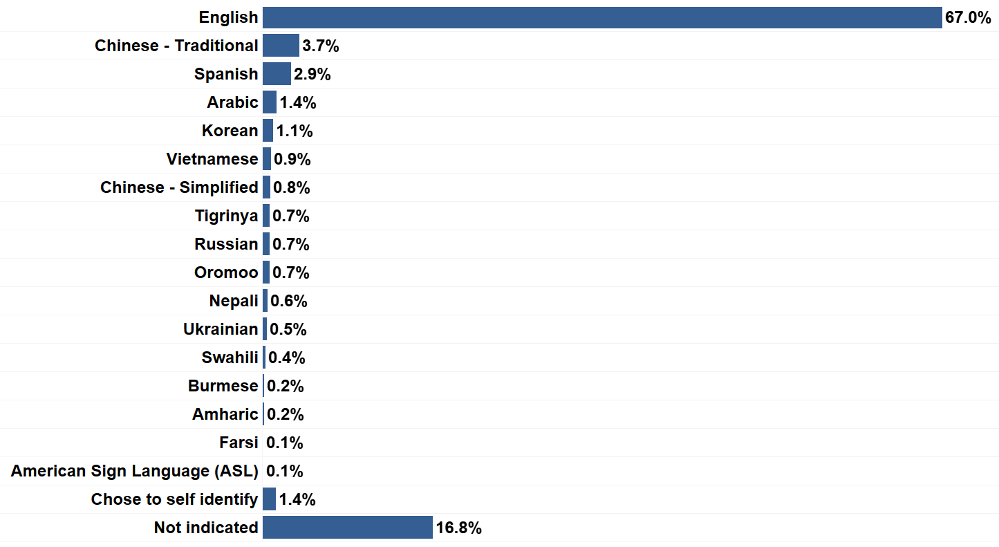 English 67.0%
Chinese - Traditional 3.7%
Spanish 2.9%
Arabic 1.4%
Korean 1.1%
Vietnamese 0.9%
Chinese - Simplified 0.8%
Tigrinya 0.7%
Russian 0.7%
Oromoo 0.7%
Nepali 0.6%
Ukrainian 0.5%
Swahili 0.4%
Burmese 0.2%
Amharic 0.2%
Farsi 0.1%
American Sign Language (ASL) 0.1%
Chose to self identify 1.4%
Not indicated 16.8%